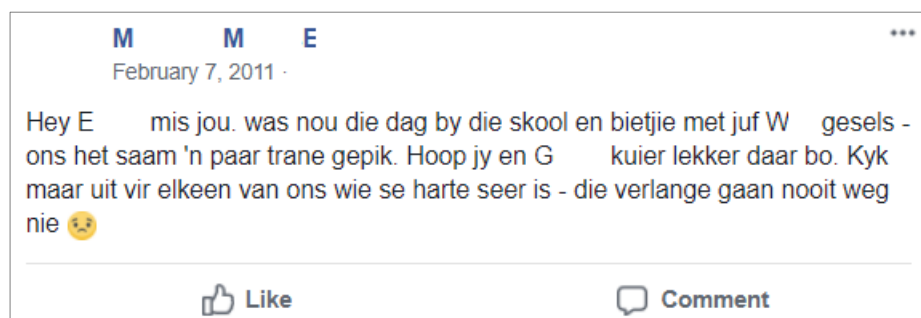 M M E
February 7, 2011 ·
Hey E mis jou. was nou die dag by die skool en bietjie met juf W gesels -
ons het saam 'n paar trane gepik. Hoop jy en G kuier lekker daar bo. Kyk
maar uit vir elkeen van ons wie se harte seer is - die verlange gaan nooit weg
nie 😟
Like Comment